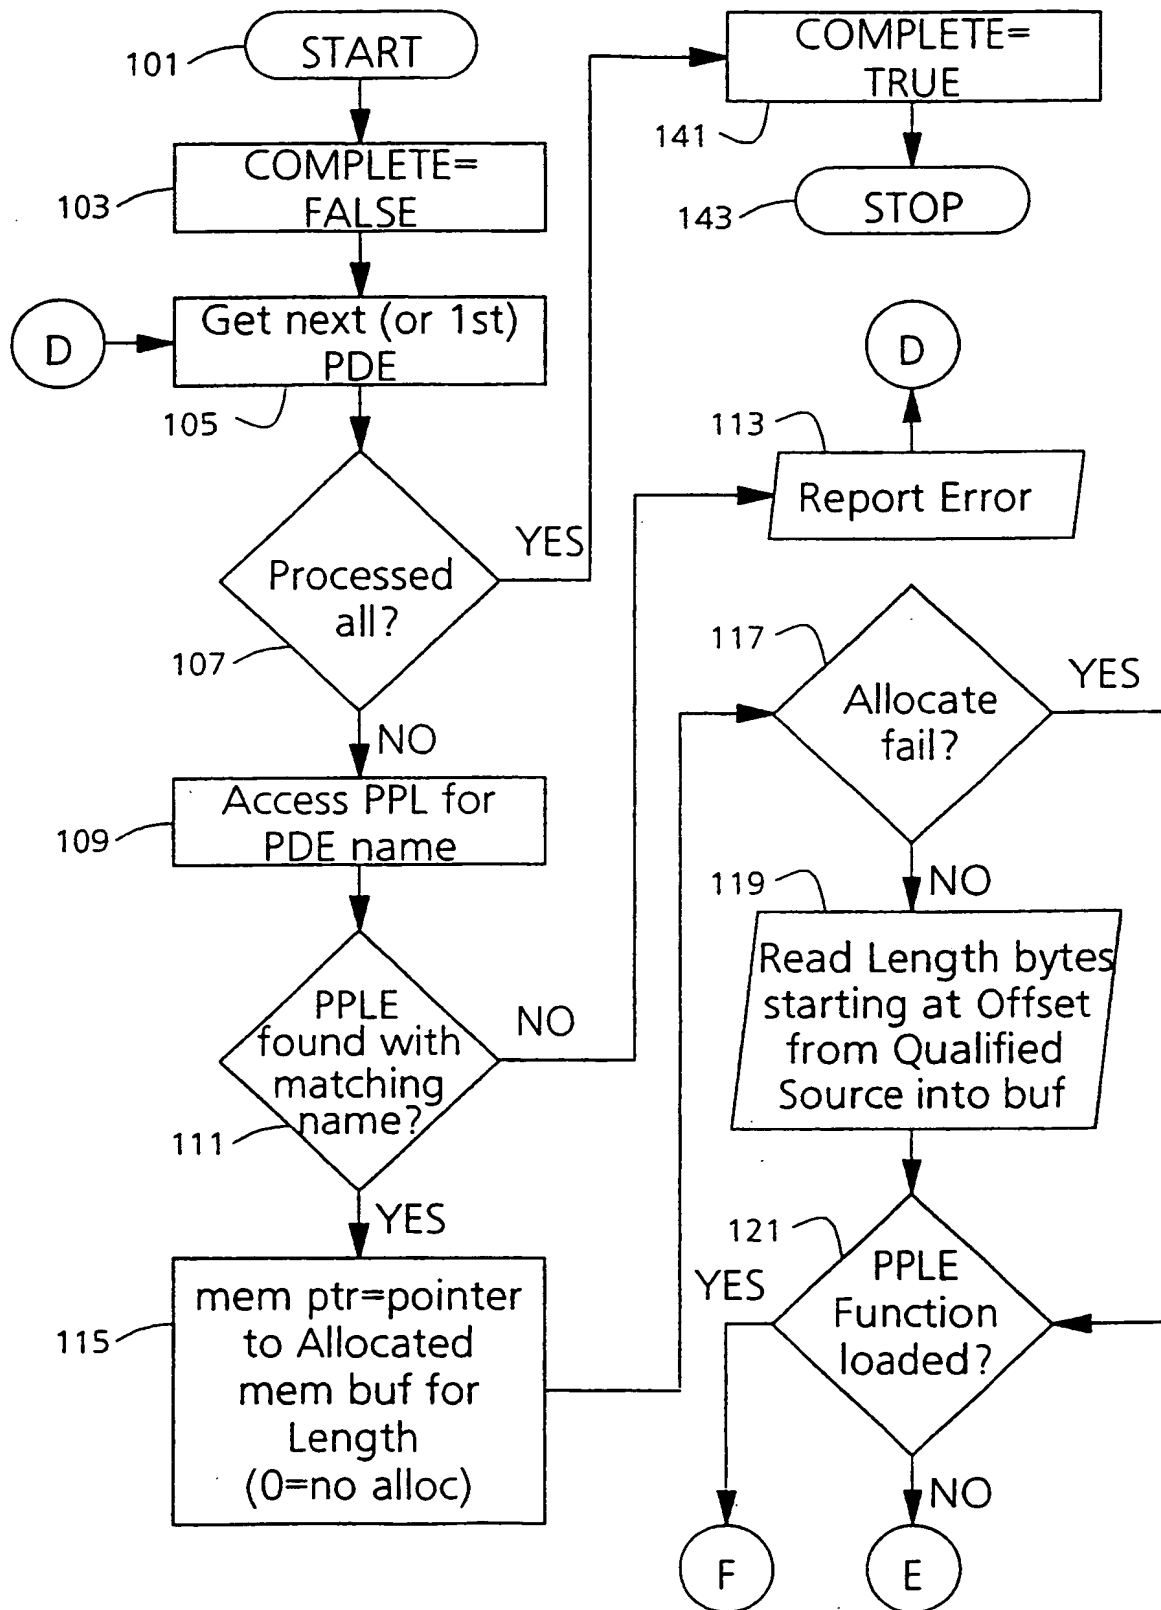 101
START
103
COMPLETE=
FALSE
D
Get next (or 1st)
PDE
105
Processed
all?
YES
107
NO
109
Access PPL for
PDE name
PPLE
found with
matching
name?
NO
111
YES
115
mem ptr=pointer
to Allocated
mem buf for
Length
(0=no alloc)
COMPLETE=
TRUE
141
STOP
143
D
113
Report Error
117
Allocate
fail?
YES
NO
119
Read Length bytes
starting at Offset
from Qualified
Source into buf
121
PPLE
Function
loaded?
YES
NO
F
E